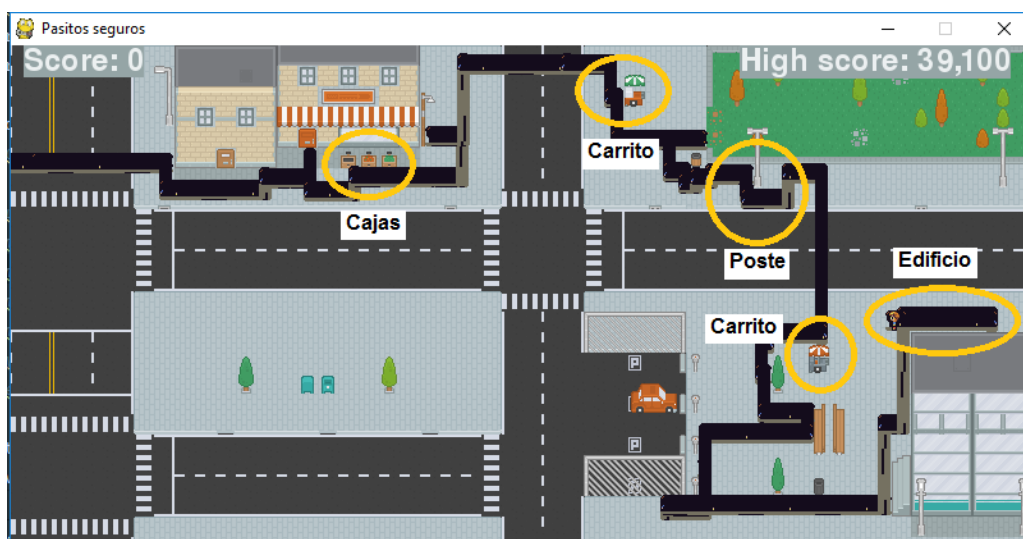 Pasitos seguros
Score: 0
High score: 39,100
Carrito
Cajas
Poste
Edificio
Carrito
P
P
P